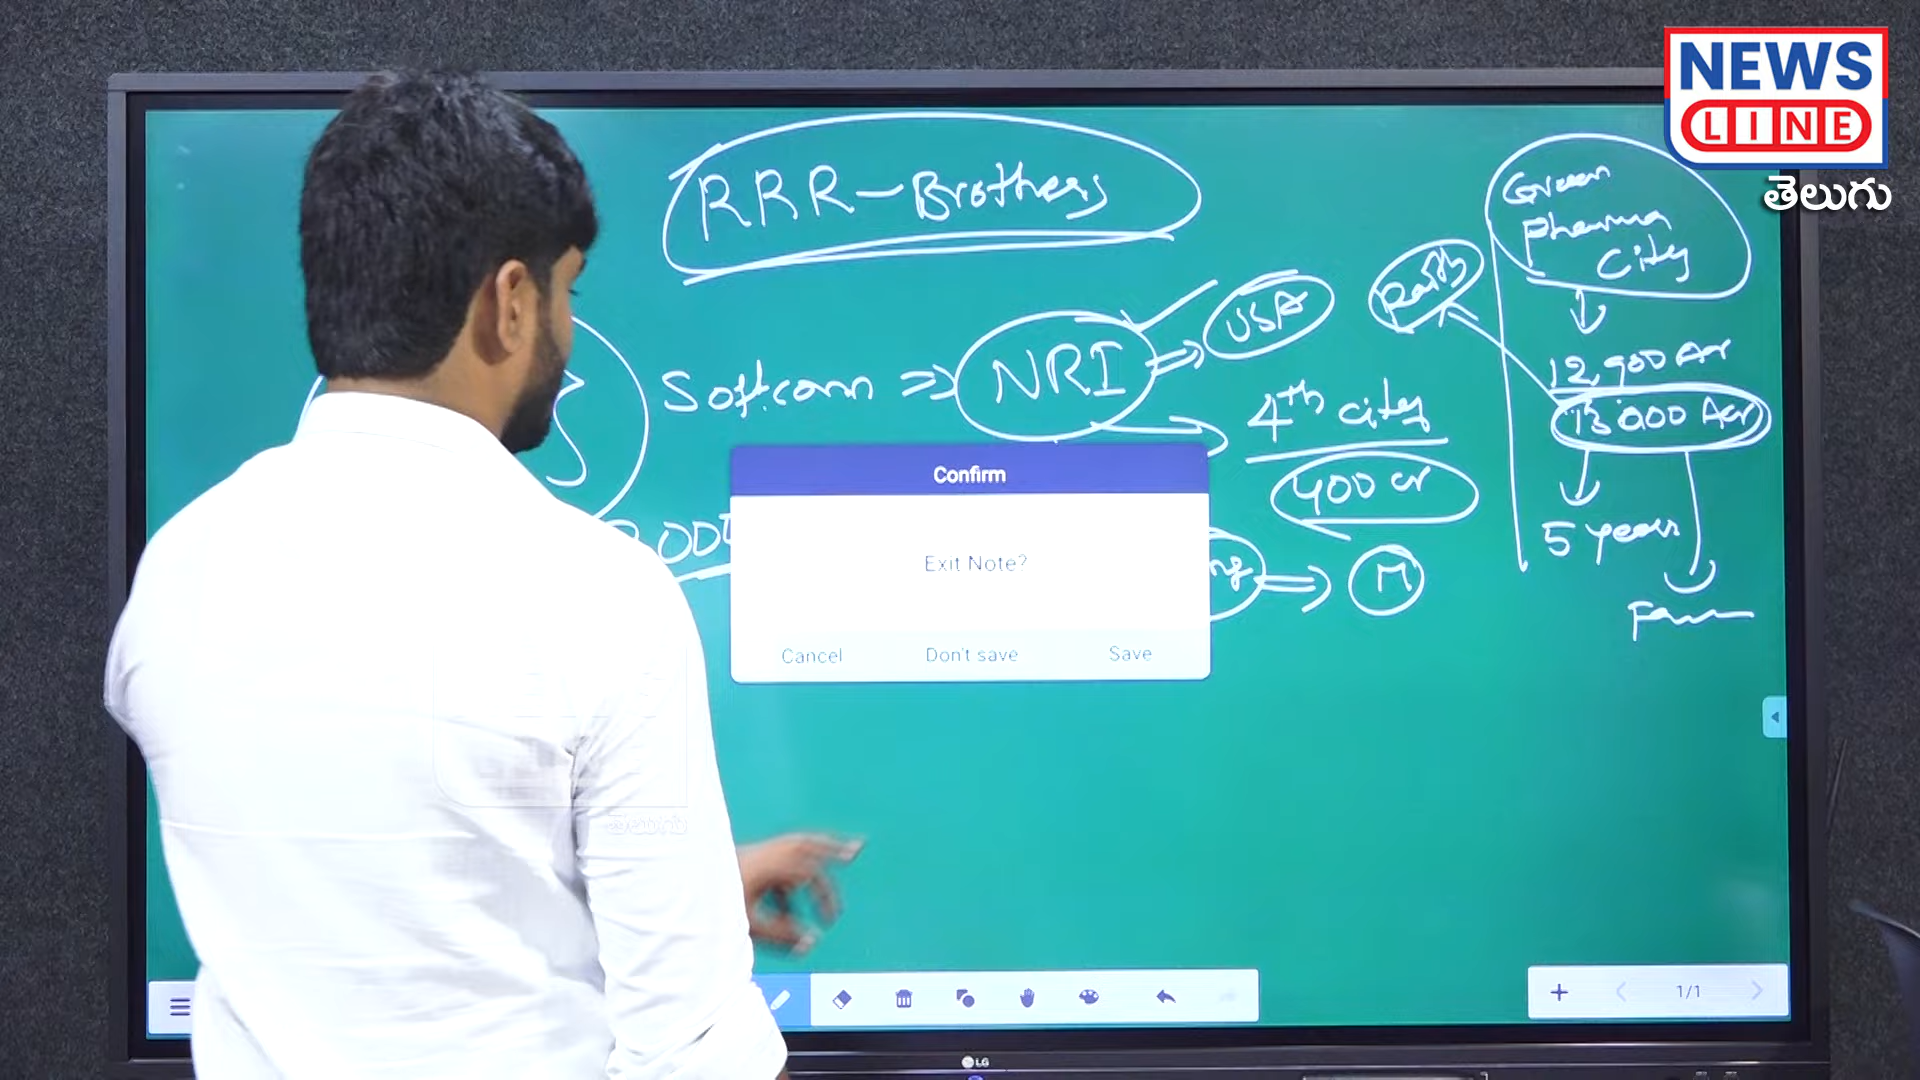 NEWS
LINE
తెలుగు
RRR-Brothers
Green
Pharma
City
USA
NRI
12,900 Acr
13,000 Acr
4th city
400 cr
5 years
M
Confirm
Exit Note?
Cancel
Don't save
Save
1/1
LG